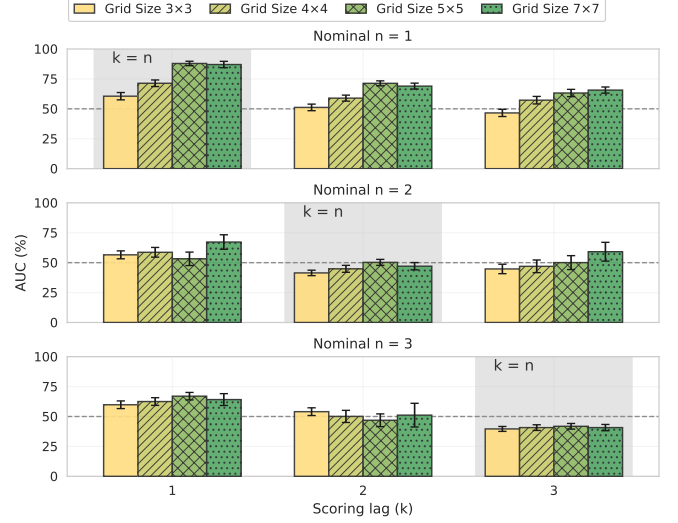 Grid Size 3×3 Grid Size 4×4 Grid Size 5×5 Grid Size 7×7
Nominal n = 1
k = n
100
75
50
25
0
Nominal n = 2
k = n
100
75
50
25
0
AUC (%)
Nominal n = 3
k = n
100
75
50
25
0
1 2 3
Scoring lag (k)